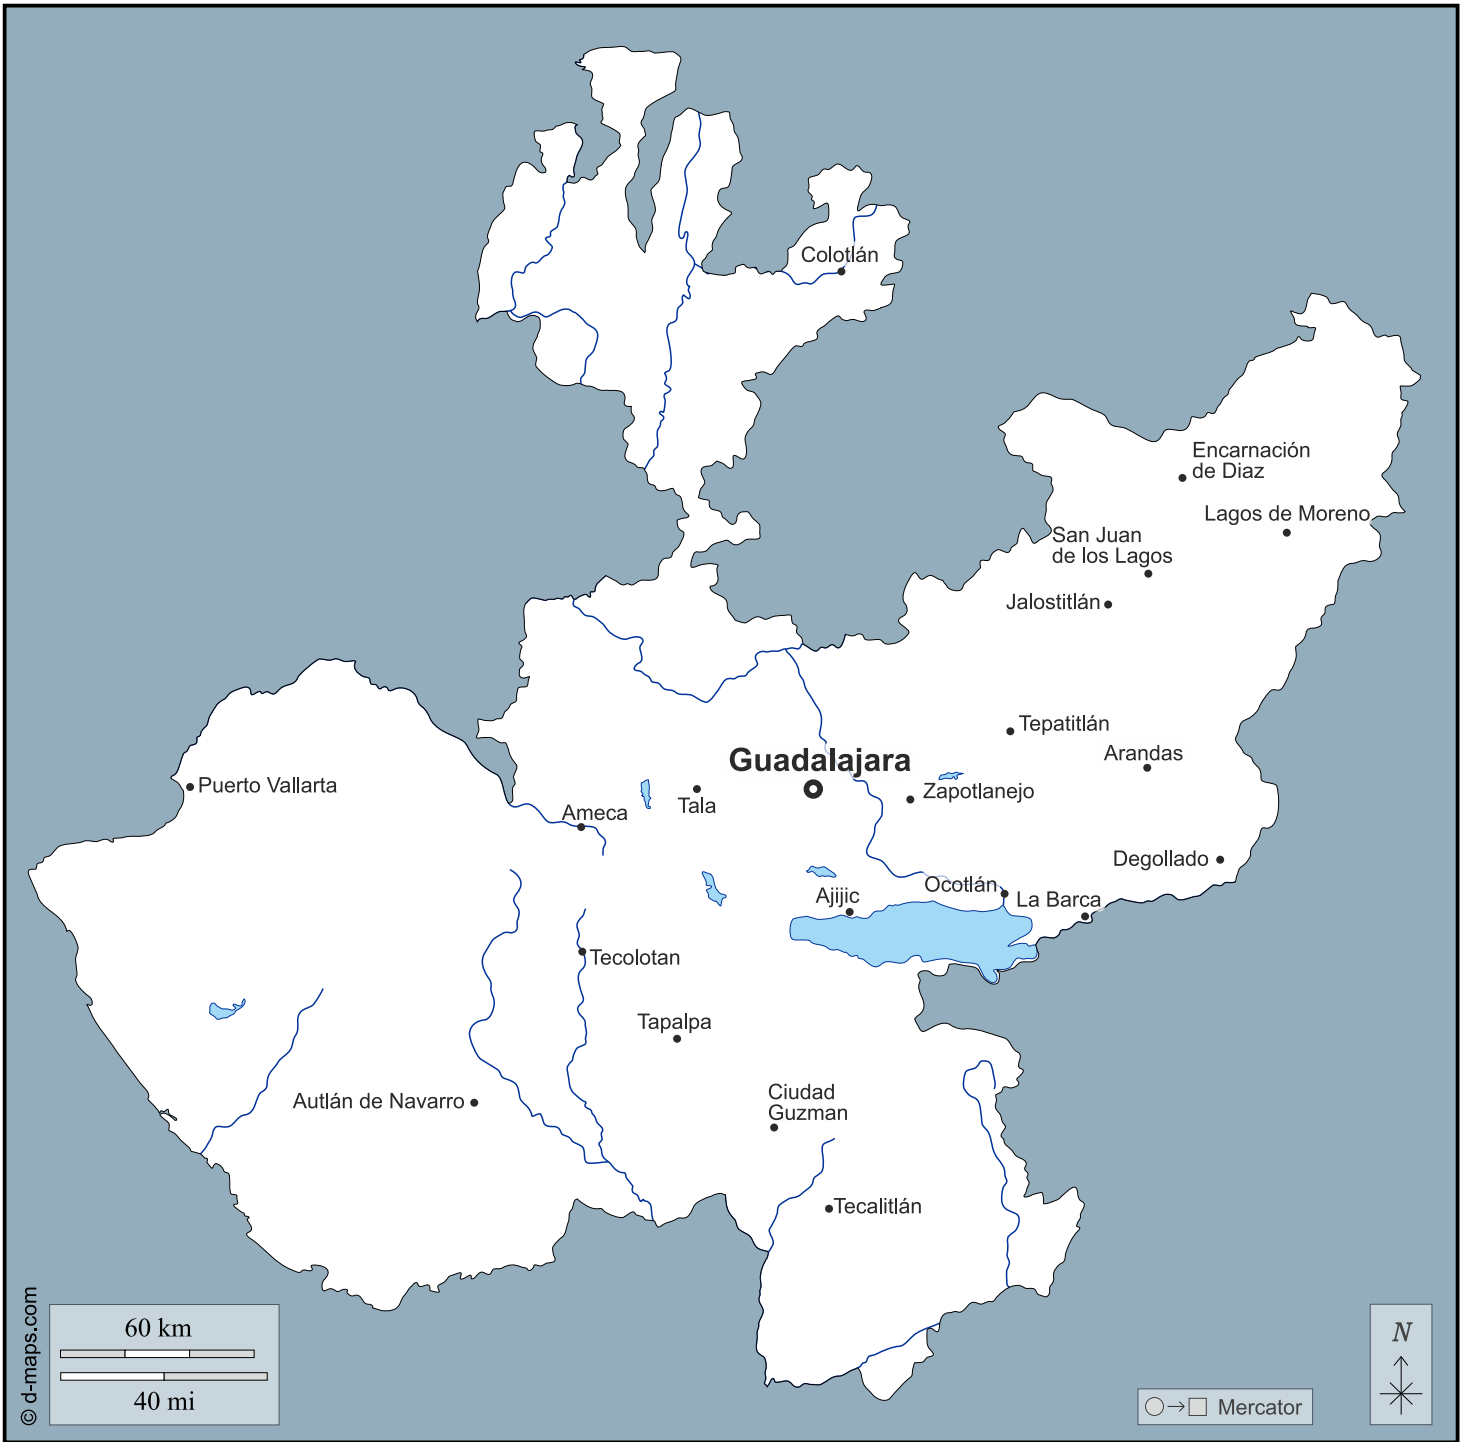 Colotlán
Encarnación
de Diaz
Lagos de Moreno
San Juan
de los Lagos
Jalostitlán
Tepatitlán
Arandas
Guadalajara
Puerto Vallarta
Zapotlanejo
Tala
Ameca
Degollado
Ocotlán
Ajijic
La Barca
Tecolotan
Tapalpa
Ciudad
Guzman
Autlán de Navarro
Tecalitlán
60 km
40 mi
© d-maps.com
N
Mercator